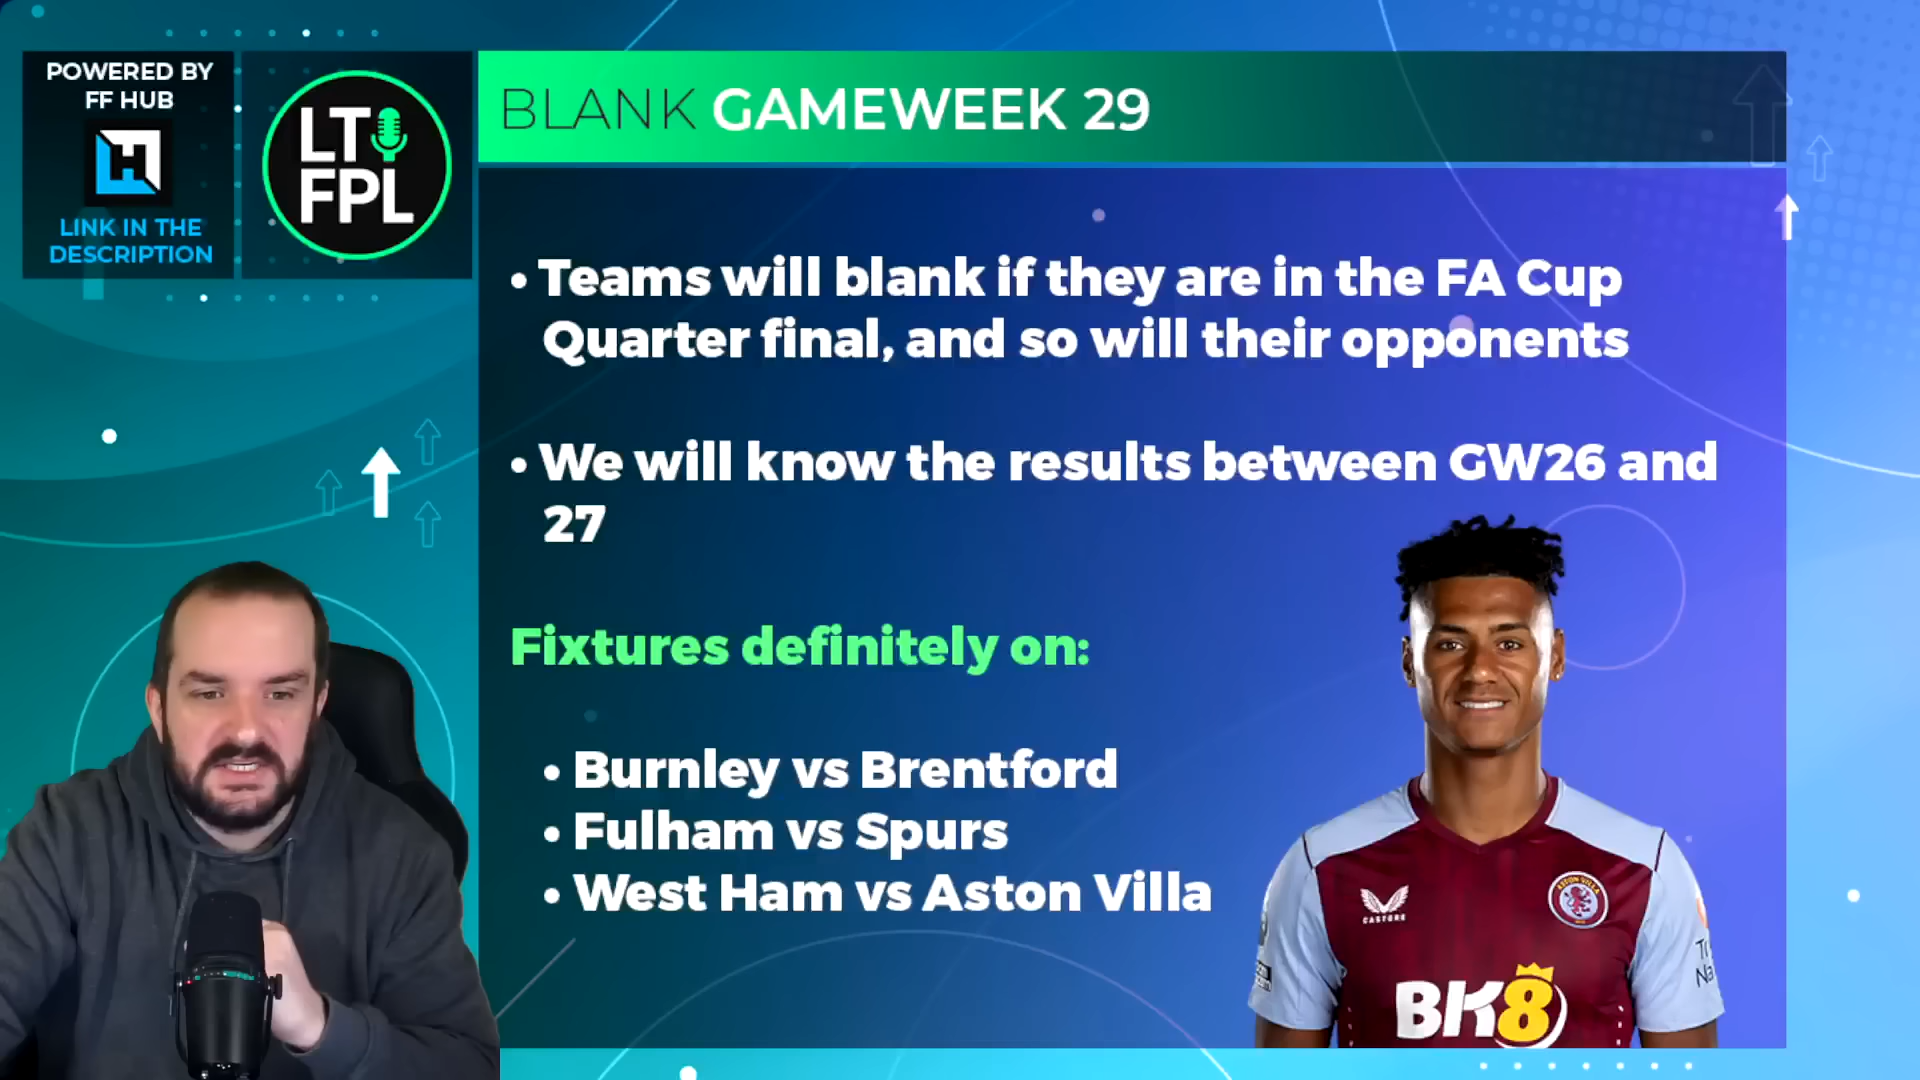 POWERED BY
FF HUB
LINK IN THE
DESCRIPTION
LT
FPL
BLANK GAMEWEEK 29
• Teams will blank if they are in the FA Cup
Quarter final, and so will their opponents
• We will know the results between GW26 and
27
Fixtures definitely on:
• Burnley vs Brentford
• Fulham vs Spurs
• West Ham vs Aston Villa
CASTORE
ASTON VILLA
BK8